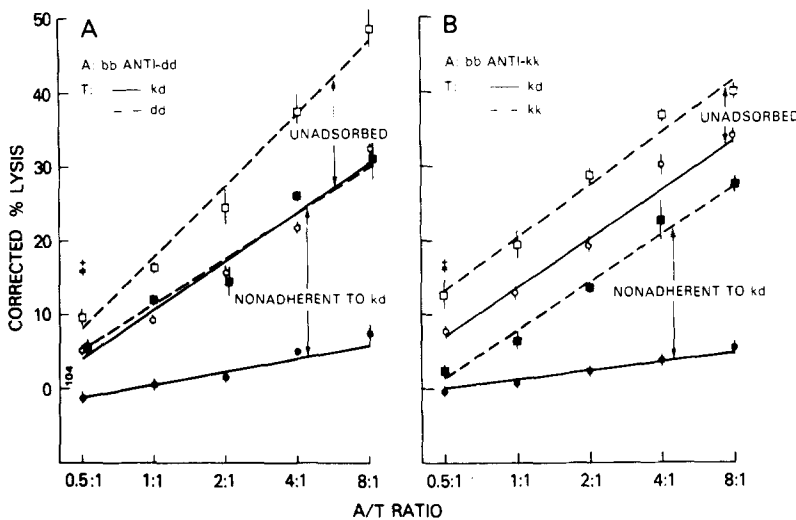 A
A: bb ANTI-dd
T: kd
dd
UNADSORBED
NONADHERENT TO kd
B
A: bb ANTI-kk
T: kd
kk
UNADSORBED
NONADHERENT TO kd
CORRECTED % LYSIS
50
40
30
20
10
0
104
0.5:1 1:1 2:1 4:1 8:1
0.5:1 1:1 2:1 4:1 8:1
A/T RATIO